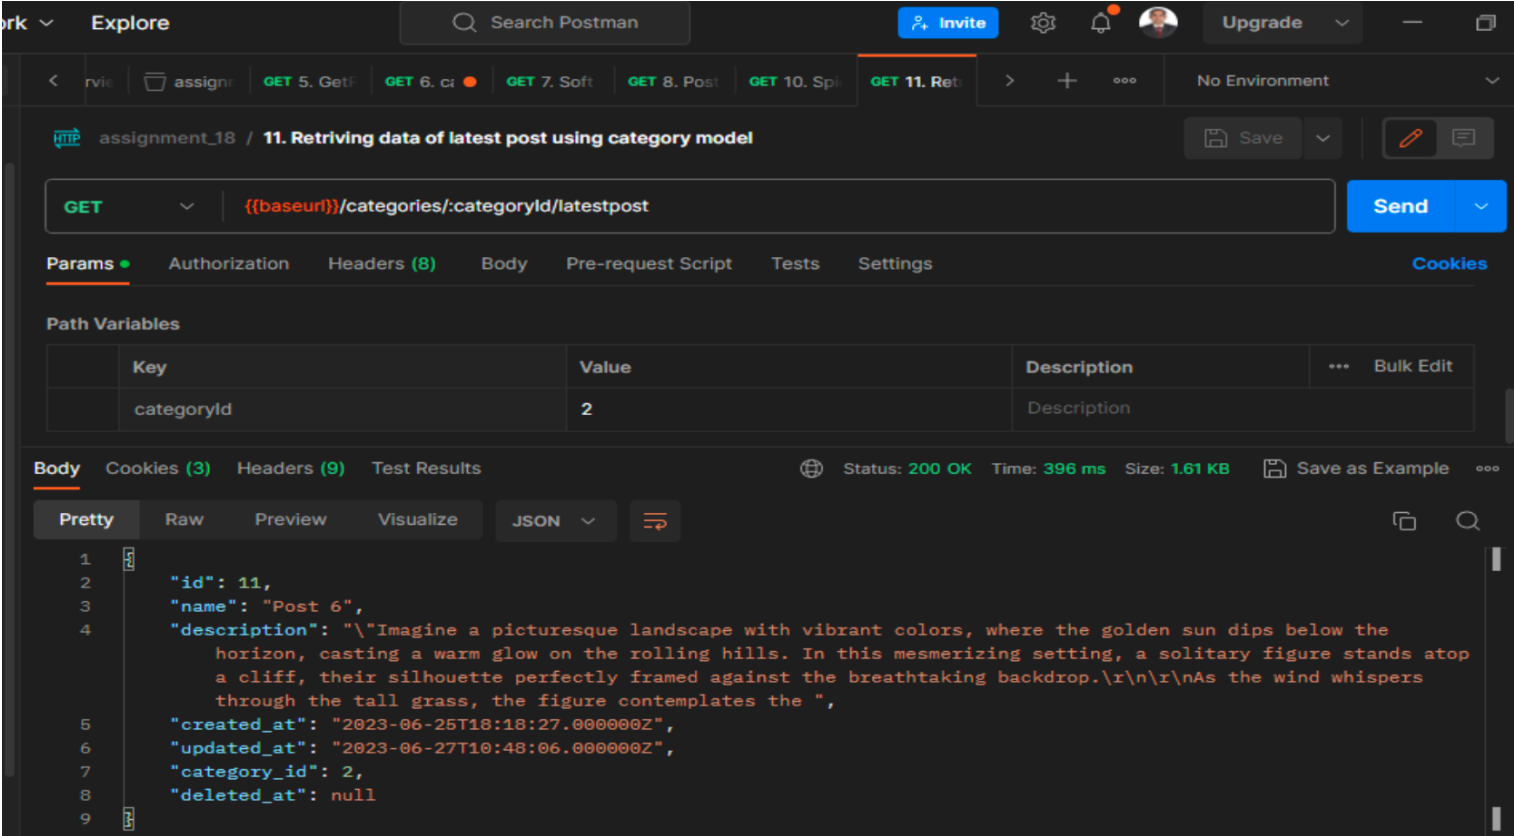 Explore
Search Postman
Invite
Upgrade
assign
GET 5. Get
GET 6. ca
GET 7. Soft
GET 8. Post
GET 10. Spi
GET 11. Ret
No Environment
HTTP assignment_18 / 11. Retriving data of latest post using category model
Save
GET
{{baseurl}}/categories/:categoryId/latestpost
Send
Params Authorization Headers (8) Body Pre-request Script Tests Settings Cookies
Path Variables
Key Value Description Bulk Edit
categoryId 2 Description
Body Cookies (3) Headers (9) Test Results Status: 200 OK Time: 396 ms Size: 1.61 KB Save as Example
Pretty Raw Preview Visualize JSON
1 {
2 "id": 11,
3 "name": "Post 6",
4 "description": "\"Imagine a picturesque landscape with vibrant colors, where the golden sun dips below the
horizon, casting a warm glow on the rolling hills. In this mesmerizing setting, a solitary figure stands atop
a cliff, their silhouette perfectly framed against the breathtaking backdrop.\r\n\r\nAs the wind whispers
through the tall grass, the figure contemplates the ",
5 "created_at": "2023-06-25T18:18:27.000000Z",
6 "updated_at": "2023-06-27T10:48:06.000000Z",
7 "category_id": 2,
8 "deleted_at": null
9 }